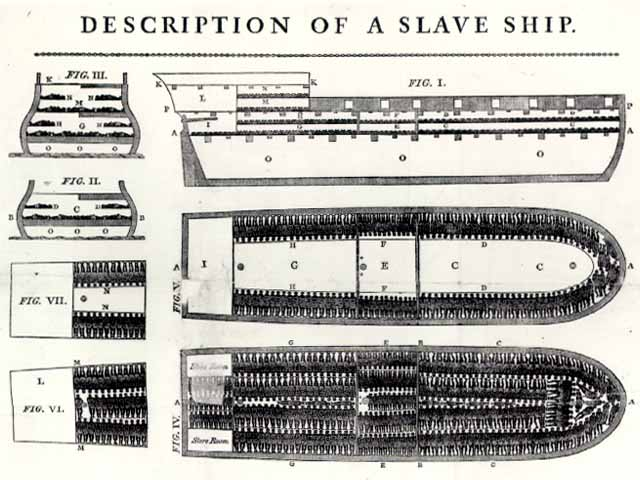 DESCRIPTION OF A SLAVE SHIP.
FIG. III.
FIG. I.
K
K
K
L
N
M
H
H
M
N
N
G
P
P
I
F
A
A
O
O
O
O
O
O
FIG. II.
D
D
C
B
B
O
O
O
H
F
D
A
I
G
E
C
C
A
H
F
D
FIG. V.
FIG. VII.
N
N
G
E
B
C
M
L
FIG. VI.
M
Store Room
A
A
Store Room
FIG. IV.
G
E
B
C